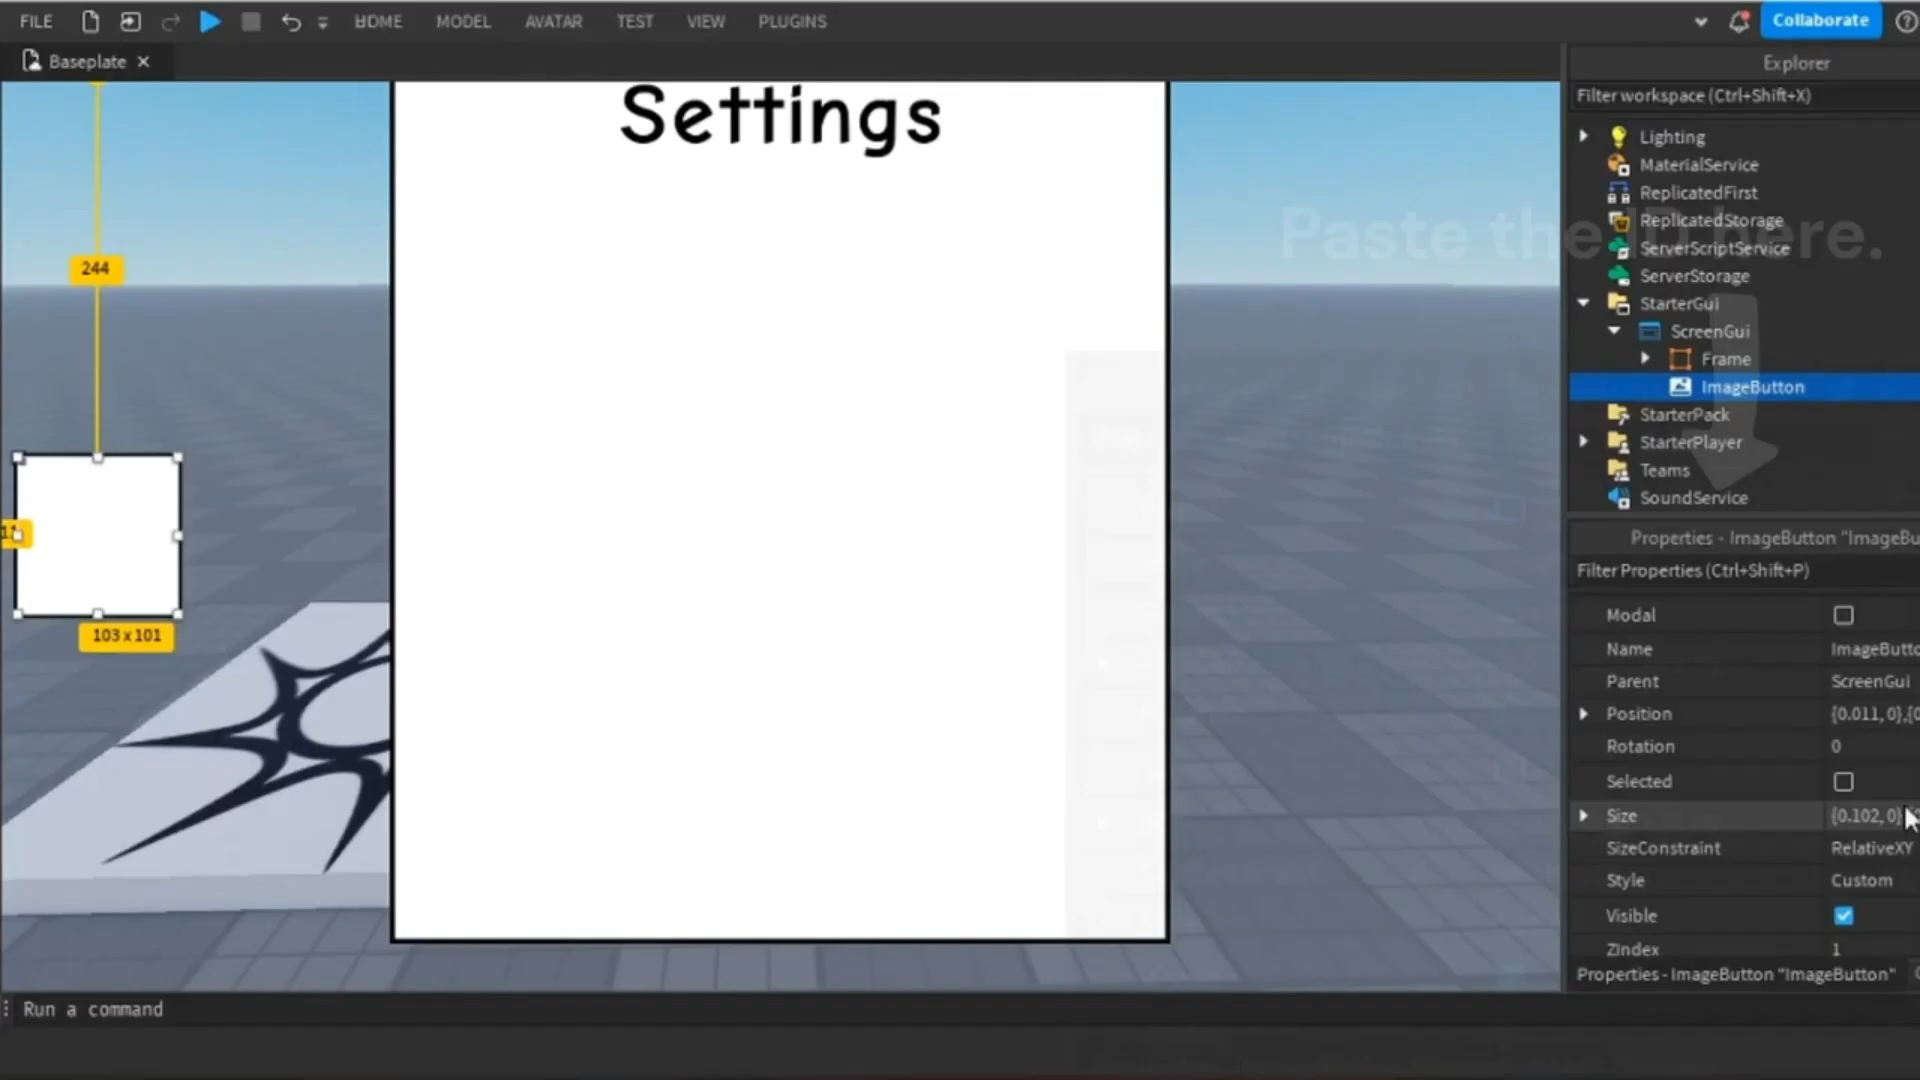 FILE HOME MODEL AVATAR TEST VIEW PLUGINS Collaborate
Baseplate
Explorer
Settings
Filter workspace (Ctrl+Shift+X)
Lighting
MaterialService
ReplicatedFirst
ReplicatedStorage
Paste the ID here.
ServerScriptService
ServerStorage
StarterGui
ScreenGui
Frame
ImageButton
StarterPack
StarterPlayer
Teams
SoundService
244
11
103 x 101
Properties - ImageButton "ImageBu
Filter Properties (Ctrl+Shift+P)
Modal
Name ImageButto
Parent ScreenGui
Position {0.011, 0},{0
Rotation 0
Selected
Size {0.102, 0}
SizeConstraint RelativeXY
Style Custom
Visible
ZIndex 1
Properties - ImageButton "ImageButton"
Run a command